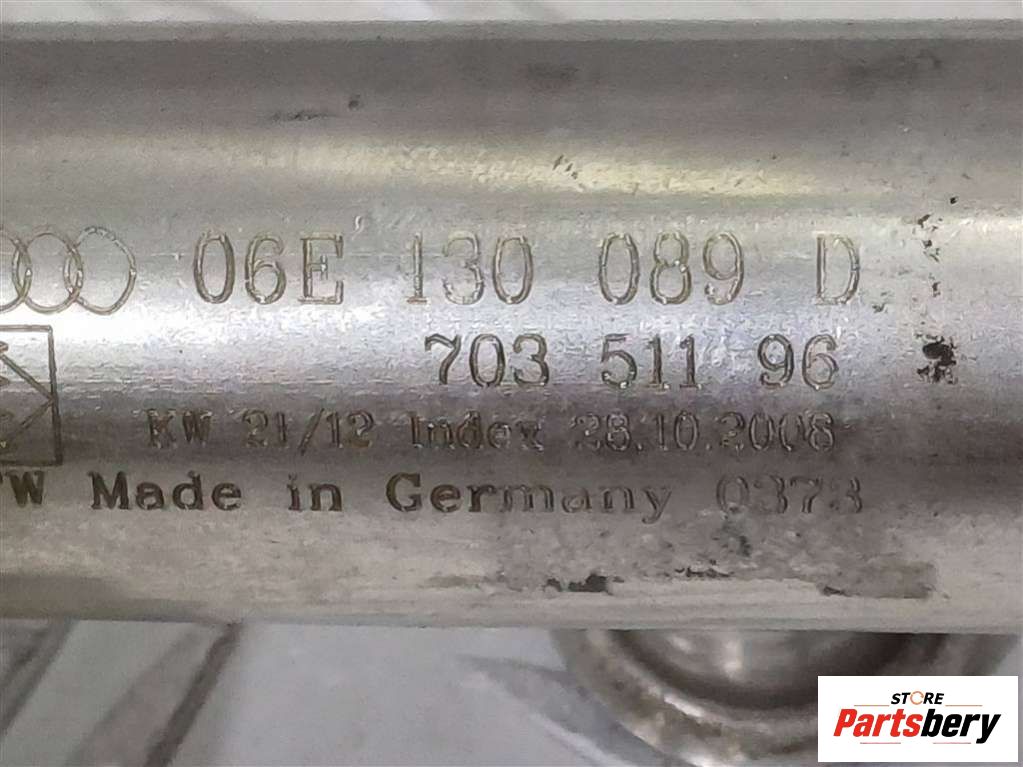 06E 130 089 D
703 511 96
KW 21/12 Index 28.10.2008
Made in Germany 0373
STORE
Partsbery